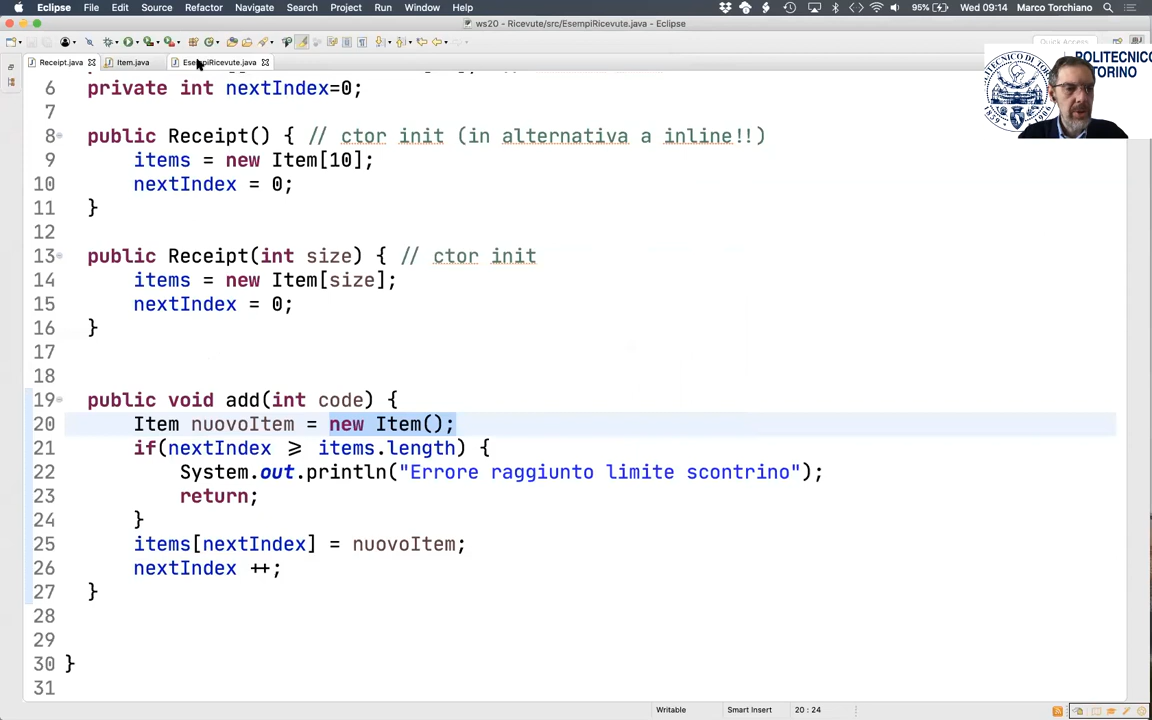 Eclipse File Edit Source Refactor Navigate Search Project Run Window Help 95% Wed 09:14 Marco Torchiano
ws20 - Ricevute/src/EsempiRicevute.java - Eclipse
Quick Access
Receipt.java Item.java EsempiRicevute.java
POLITECNICO
TORINO
6 private int nextIndex=0;
7
8 public Receipt() { // ctor init (in alternativa a inline!!)
9 items = new Item[10];
10 nextIndex = 0;
11 }
12
13 public Receipt(int size) { // ctor init
14 items = new Item[size];
15 nextIndex = 0;
16 }
17
18
19 public void add(int code) {
20 Item nuovoItem = new Item();
21 if(nextIndex >= items.length) {
22 System.out.println("Errore raggiunto limite scontrino");
23 return;
24 }
25 items[nextIndex] = nuovoItem;
26 nextIndex ++;
27 }
28
29
30 }
31
Writable Smart Insert 20 : 24